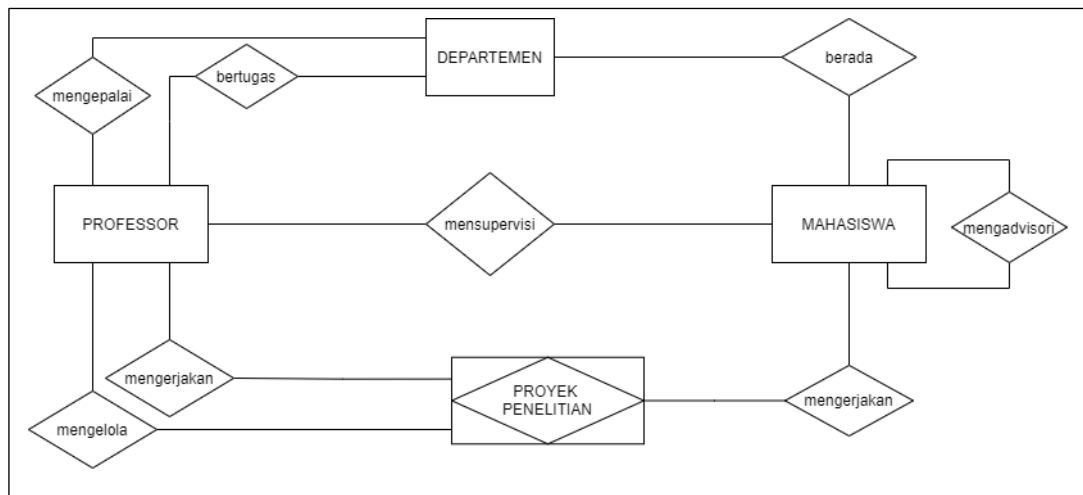 DEPARTEMEN
berada
bertugas
mengepalai
PROFESSOR
mensupervisi
MAHASISWA
mengadvisori
mengerjakan
PROYEK
PENELITIAN
mengerjakan
mengelola